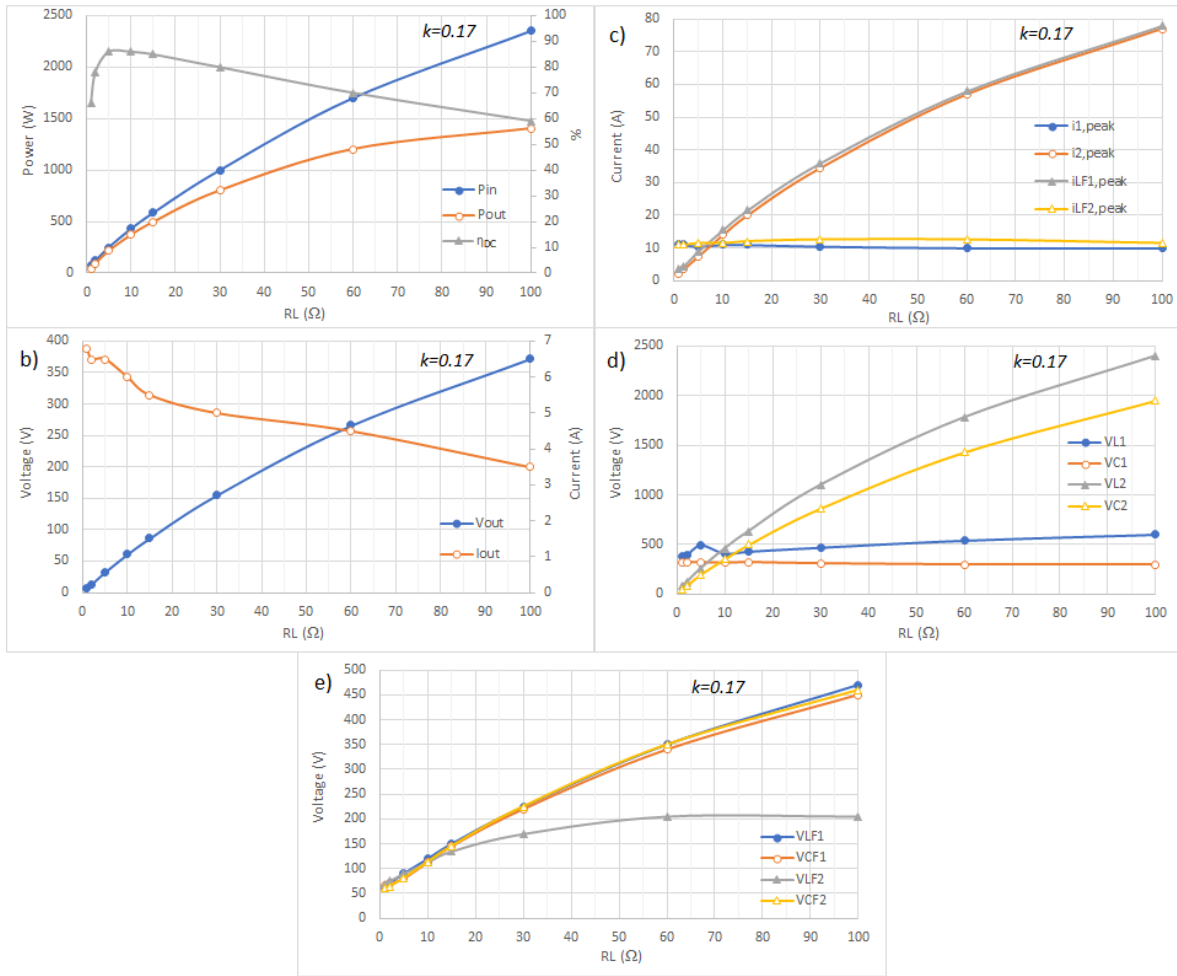 k=0.17
Power (W)
2500
2000
1500
1000
500
0
100
90
80
70
60
50
40
30
20
10
0
%
Pin
Pout
ηDC
0 10 20 30 40 50 60 70 80 90 100
RL (Ω)
c)
k=0.17
Current (A)
80
70
60
50
40
30
20
10
0
i1,peak
i2,peak
iLF1,peak
iLF2,peak
0 10 20 30 40 50 60 70 80 90 100
RL (Ω)
b)
k=0.17
Voltage (V)
400
350
300
250
200
150
100
50
0
7
6
5
4
3
2
1
0
Current (A)
Vout
Iout
0 10 20 30 40 50 60 70 80 90 100
RL (Ω)
d)
k=0.17
Voltage (V)
2500
2000
1500
1000
500
0
VL1
VC1
VL2
VC2
0 10 20 30 40 50 60 70 80 90 100
RL (Ω)
e)
k=0.17
Voltage (V)
500
450
400
350
300
250
200
150
100
50
0
VLF1
VCF1
VLF2
VCF2
0 10 20 30 40 50 60 70 80 90 100
RL (Ω)